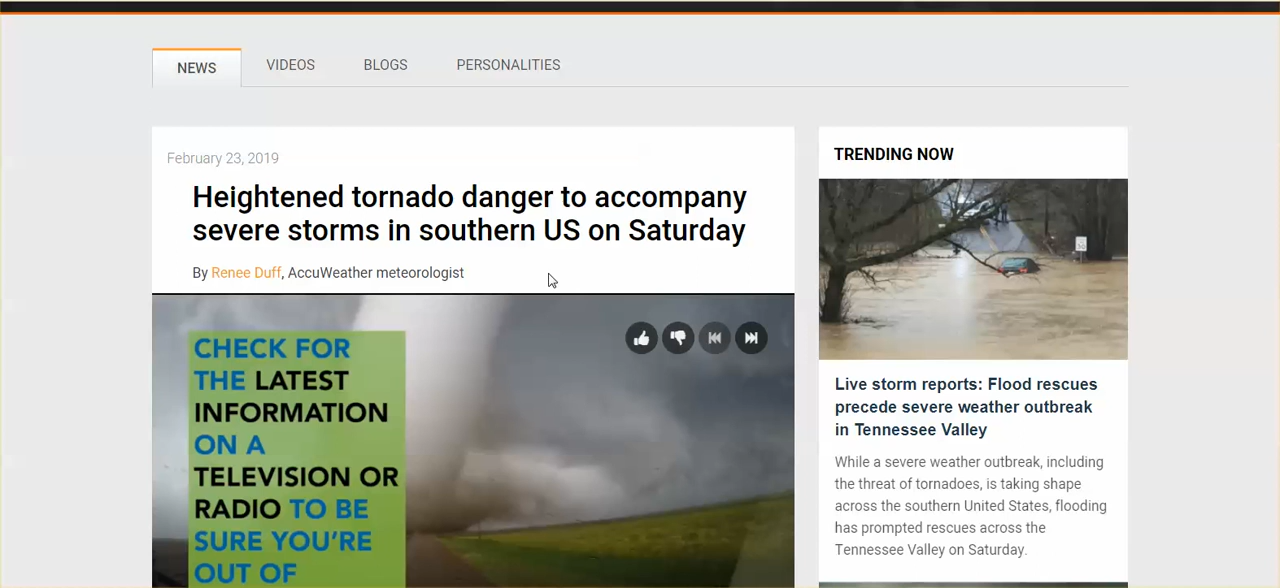 NEWS
VIDEOS
BLOGS
PERSONALITIES
February 23, 2019
Heightened tornado danger to accompany
severe storms in southern US on Saturday
By Renee Duff, AccuWeather meteorologist
CHECK FOR
THE LATEST
INFORMATION
ON A
TELEVISION OR
RADIO TO BE
SURE YOU'RE
OUT OF
TRENDING NOW
Live storm reports: Flood rescues
precede severe weather outbreak
in Tennessee Valley
While a severe weather outbreak, including
the threat of tornadoes, is taking shape
across the southern United States, flooding
has prompted rescues across the
Tennessee Valley on Saturday.